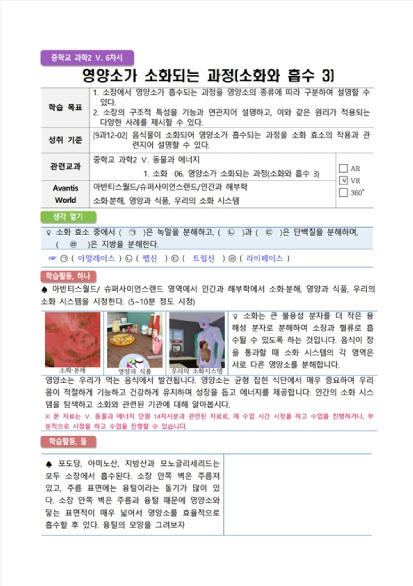 중학교 과학2 V. 6차시
영양소가 소화되는 과정[소화와 흡수 3]
학습 목표
1. 소장에서 영양소가 흡수되는 과정을 영양소의 종류에 따라 구분하여 설명할 수 있다.
2. 소장의 구조적 특성을 기능과 연관지어 설명하고, 이와 같은 원리가 적용되는 다양한 사례를 제시할 수 있다.
성취 기준
[9과12-02] 음식물이 소화되어 영양소가 흡수되는 과정을 소화 효소의 작용과 관련지어 설명할 수 있다.
관련교과
중학교 과학2 V. 동물과 에너지
1. 소화 06. 영양소가 소화되는 과정(소화와 흡수 3)
Avantis World
아반티스월드/슈퍼사이언스랜드/인간과 해부학
소화·분해, 영양과 식품, 우리의 소화 시스템
□ AR
☑ VR
□ 360˚
생각 열기
♀ 소화 효소 중에서 ( ㉠ )은 녹말을 분해하고, ( ㉡ )과 ( ㉢ )은 단백질을 분해하며, ( ㉣ )은 지방을 분해한다.
☞ ㉠ ( 아밀레이스 ) ㉡ ( 펩신 ) ㉢ ( 트립신 ) ㉣ ( 라이페이스 )
학습활동, 하나
♠ 아반티스월드/ 슈퍼사이언스랜드 영역에서 인간과 해부학에서 소화·분해, 영양과 식품, 우리의 소화 시스템을 시청한다. (5~10분 정도 시청)
소화·분해
영양과 식품
우리의 소화시스템
♀ 소화는 큰 불용성 분자를 더 작은 용해성 분자로 분해하여 소장과 혈류로 흡수될 수 있도록 하는 것입니다. 음식이 장을 통과할 때 소화 시스템의 각 영역은 서로 다른 영양소를 분해합니다.
영양소는 우리가 먹는 음식에서 발견됩니다. 영양소는 균형 잡힌 식단에서 매우 중요하며 우리 몸이 적절하게 기능하고 건강하게 유지하며 성장을 돕고 에너지를 제공합니다. 인간의 소화 시스템을 탐색하고 소화와 관련된 기관에 대해 알아봅시다.
※ 본 자료는 V. 동물과 에너지 단원 14차시분과 관련된 자료로, 매 수업 시간 시청을 하고 수업을 진행하거나, 부분적으로 시청을 하고 수업을 진행할 수 있습니다.
학습활동, 둘
♠ 포도당, 아미노산, 지방산과 모노글리세리드는 모두 소장에서 흡수된다. 소장 안쪽 벽은 주름져 있고, 주름 표면에는 융털이라는 돌기가 많이 있다. 소장 안쪽 벽은 주름과 융털 때문에 영양소와 닿는 표면적이 매우 넓어서 영양소를 효율적으로 흡수할 후 있다. 융털의 모양을 그려보자